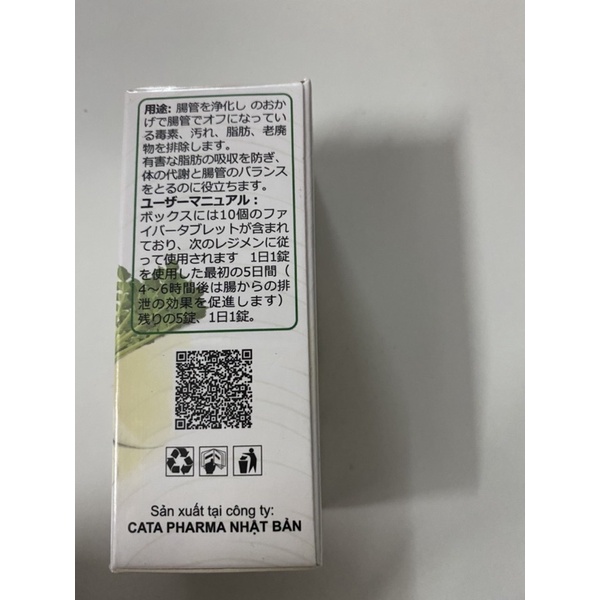 用途: 腸管を浄化し のおか
げで腸管でオフになってい
る毒素、汚れ、脂肪、老廃
物を排除します。
有害な脂肪の吸収を防ぎ、
体の代謝と腸管のバランス
をとるのに役立ちます。
ユーザーマニュアル：
ボックスには10個のファ
イバータブレットが含まれ
ており、次のレジメンに従
って使用されます 1日1錠
を使用した最初の5日間（
4～6時間後は腸からの排
泄の効果を促進します）
残りの5錠、1日1錠。
Sản xuất tại công ty:
CATA PHARMA NHẬT BẢN